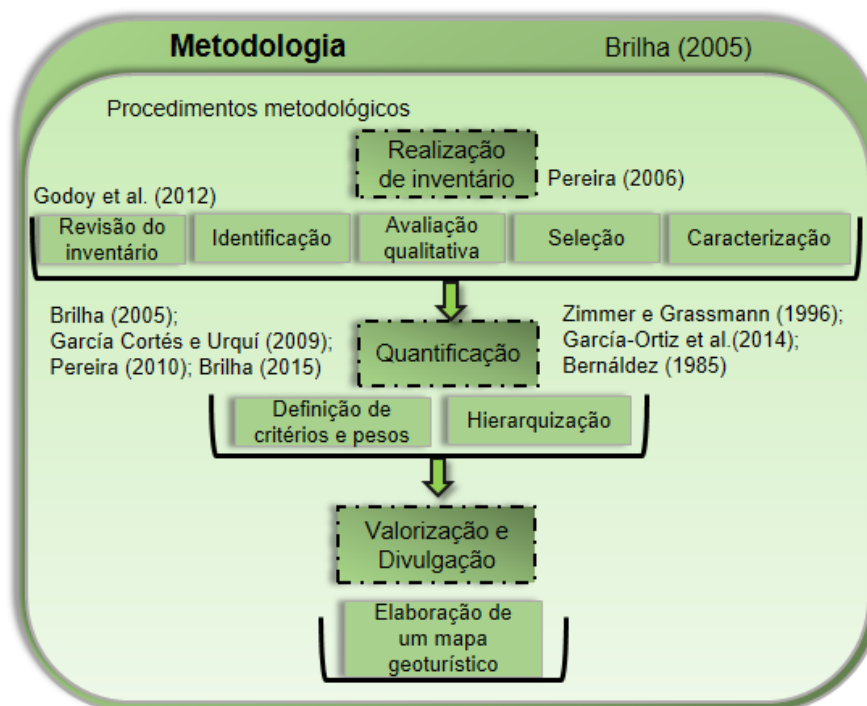 Metodologia
Brilha (2005)
Procedimentos metodológicos
Realização
de inventário
Pereira (2006)
Godoy et al. (2012)
Revisão do
inventário
Identificação
Avaliação
qualitativa
Seleção
Caracterização
Brilha (2005);
García Cortés e Urquí (2009);
Pereira (2010); Brilha (2015)
Quantificação
Zimmer e Grassmann (1996);
García-Ortiz et al.(2014);
Bernáldez (1985)
Definição de
critérios e pesos
Hierarquização
Valorização e
Divulgação
Elaboração de
um mapa
geoturístico